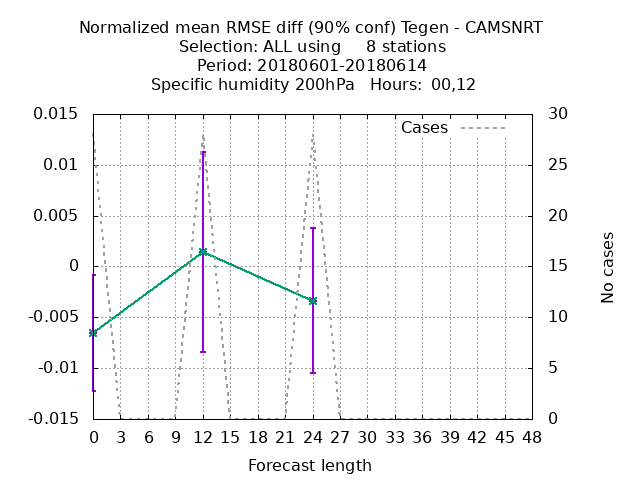 Normalized mean RMSE diff (90% conf) Tegen - CAMSNRT
Selection: ALL using 8 stations
Period: 20180601-20180614
Specific humidity 200hPa Hours: 00,12
Cases
0.015
0.01
0.005
0
-0.005
-0.01
-0.015
30
25
20
15
10
5
0
No cases
0 3 6 9 12 15 18 21 24 27 30 33 36 39 42 45 48
Forecast length